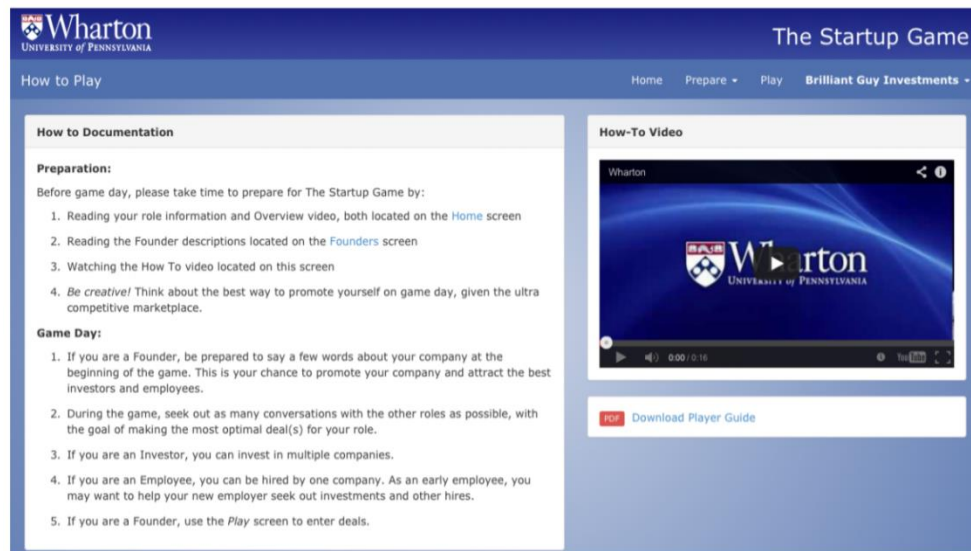 Wharton
UNIVERSITY of PENNSYLVANIA
The Startup Game
How to Play
Home Prepare Play Brilliant Guy Investments
How to Documentation
Preparation:
Before game day, please take time to prepare for The Startup Game by:
1. Reading your role information and Overview video, both located on the Home screen
2. Reading the Founder descriptions located on the Founders screen
3. Watching the How To video located on this screen
4. Be creative! Think about the best way to promote yourself on game day, given the ultra
competitive marketplace.
Game Day:
1. If you are a Founder, be prepared to say a few words about your company at the
beginning of the game. This is your chance to promote your company and attract the best
investors and employees.
2. During the game, seek out as many conversations with the other roles as possible, with
the goal of making the most optimal deal(s) for your role.
3. If you are an Investor, you can invest in multiple companies.
4. If you are an Employee, you can be hired by one company. As an early employee, you
may want to help your new employer seek out investments and other hires.
5. If you are a Founder, use the Play screen to enter deals.
How-To Video
Wharton
Wharton
UNIVERSITY of PENNSYLVANIA
0:00 / 0:16
YouTube
PDF Download Player Guide